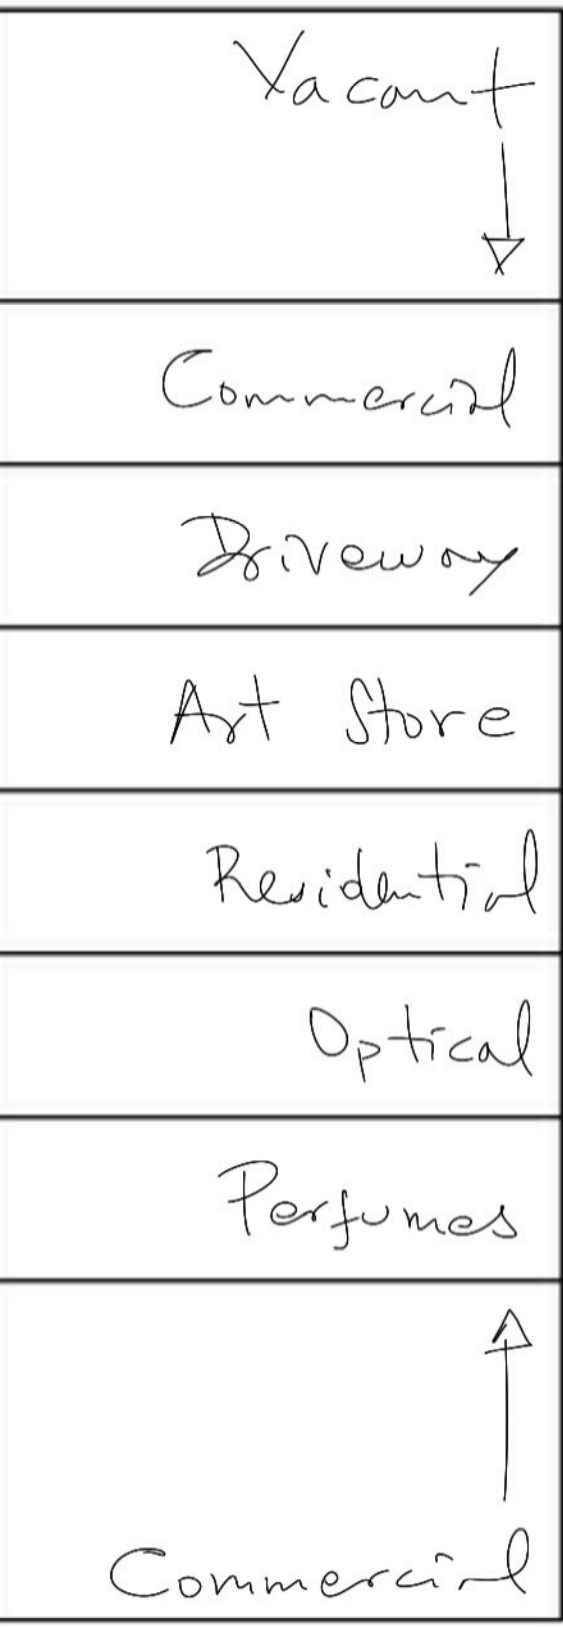 Vacant
Commercial
Driveway
Art Store
Residential
Optical
Perfumes
Commercial